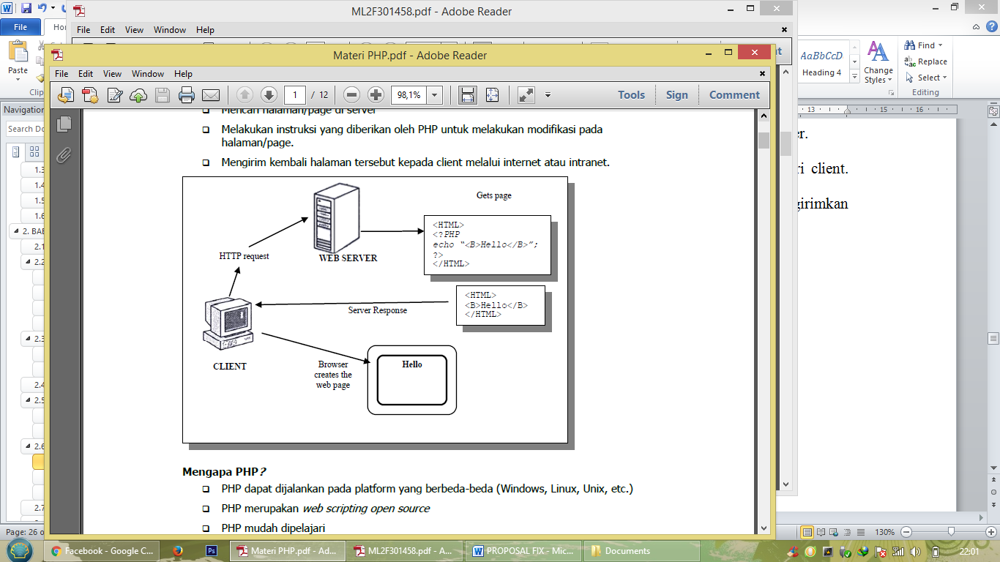 ML2F301458.pdf - Adobe Reader
File
File Edit View Window Help
Materi PHP.pdf - Adobe Reader
File Edit View Window Help
1 / 12 98,1% Tools Sign Comment
Paste
AaBbCcD
Heading 4
Change
Styles
Find
Replace
Select
Editing
13 15 16
1.3
1.4
1.5
1.6
2. BAB
2.1
2.2
2.3
2.4
2.5
2.6
2.7
Mencari halaman/page di server
Melakukan instruksi yang diberikan oleh PHP untuk melakukan modifikasi pada
halaman/page.
Mengirim kembali halaman tersebut kepada client melalui internet atau intranet.
Gets page
<HTML>
<?PHP
echo “<B>Hello</B>”;
?>
</HTML>
HTTP request
WEB SERVER
<HTML>
<B>Hello</B>
</HTML>
Server Response
CLIENT
Browser
creates the
web page
Hello
Mengapa PHP?
PHP dapat dijalankan pada platform yang berbeda-beda (Windows, Linux, Unix, etc.)
PHP merupakan web scripting open source
PHP mudah dipelajari
client.
Page: 26 130%
Facebook - Google C... Ps Materi PHP.pdf - Ad... ML2F301458.pdf - A... PROPOSAL FIX - Mic... Documents 22:01